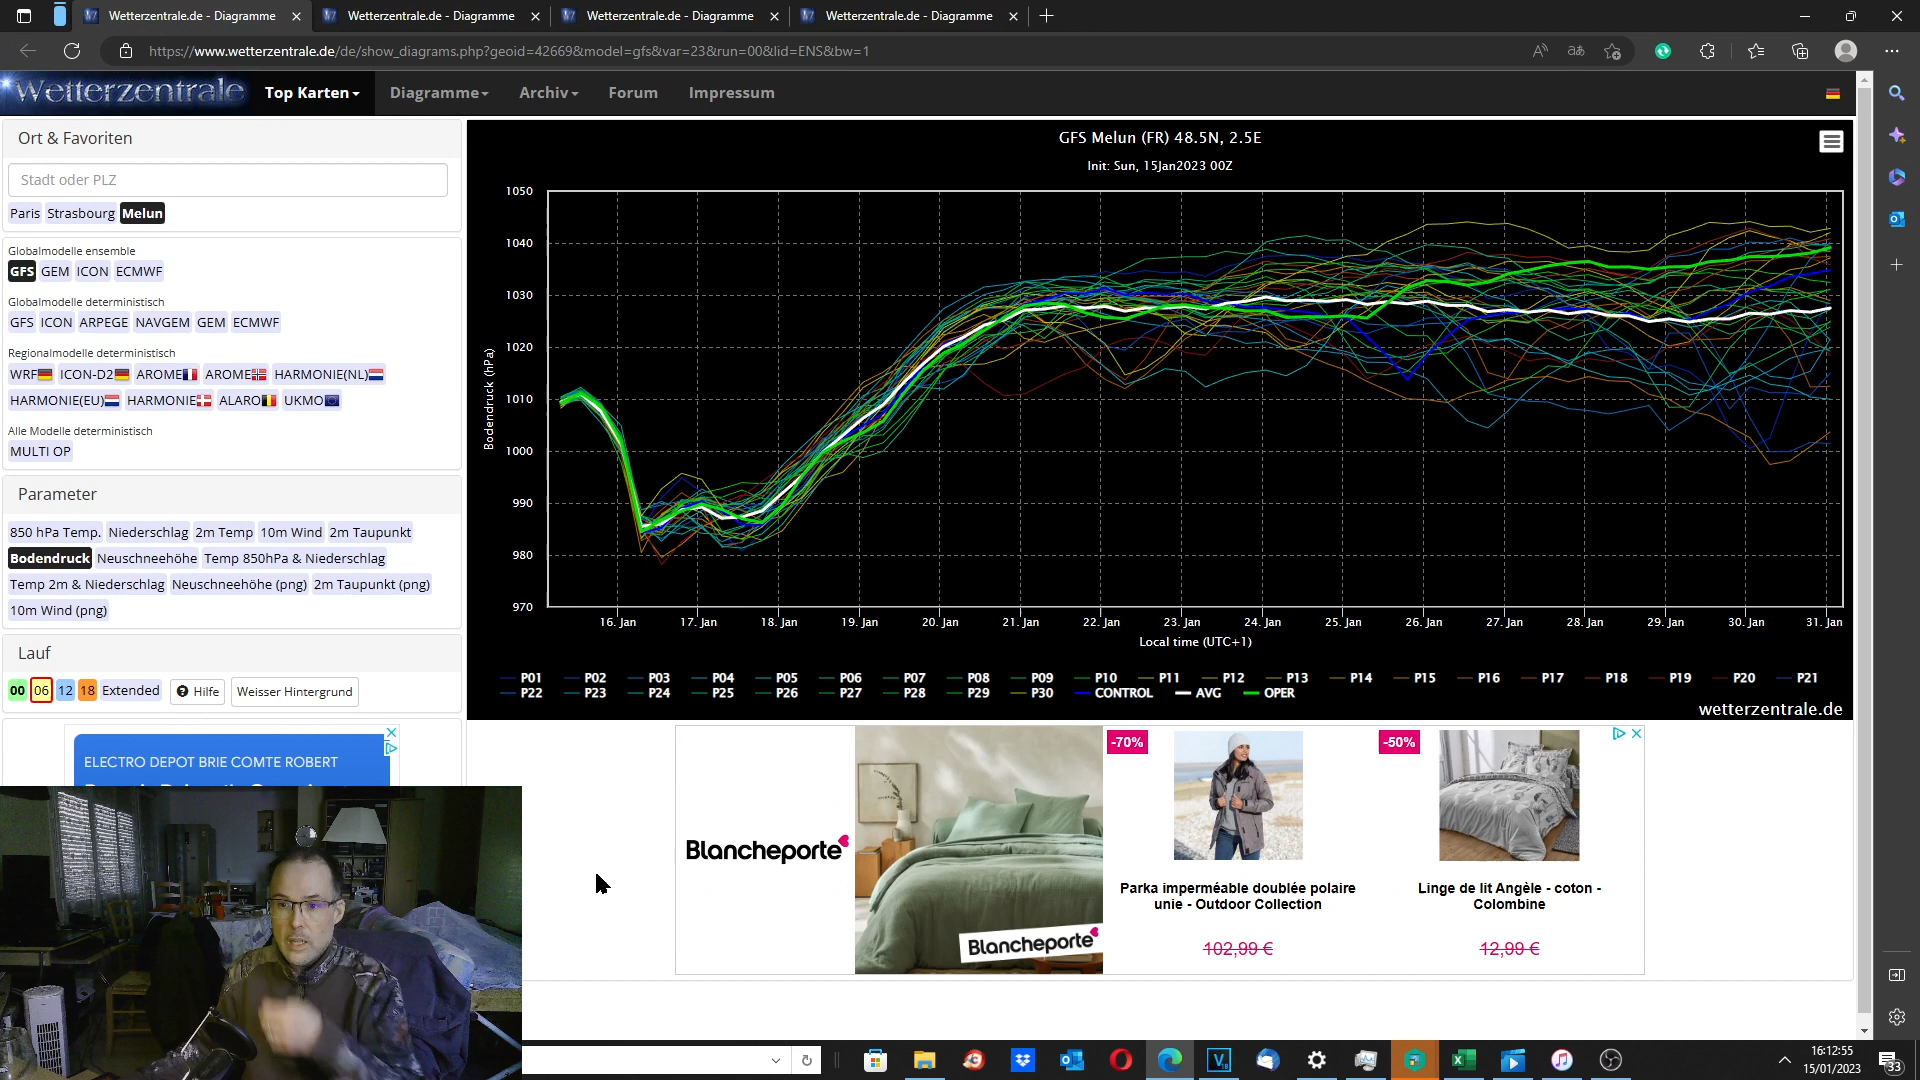 Wetterzentrale.de - Diagramme
Wetterzentrale.de - Diagramme
Wetterzentrale.de - Diagramme
Wetterzentrale.de - Diagramme
https://www.wetterzentrale.de/de/show_diagrams.php?geoid=42669&model=gfs&var=23&run=00&lid=ENS&bw=1
Wetterzentrale
Top Karten
Diagramme
Archiv
Forum
Impressum
Ort & Favoriten
Stadt oder PLZ
Paris Strasbourg Melun
Globalmodelle ensemble
GFS GEM ICON ECMWF
Globalmodelle deterministisch
GFS ICON ARPEGE NAVGEM GEM ECMWF
Regionalmodelle deterministisch
WRF ICON-D2 AROME AROME HARMONIE(NL)
HARMONIE(EU) HARMONIE ALARO UKMO
Alle Modelle deterministisch
MULTI OP
Parameter
850 hPa Temp. Niederschlag 2m Temp 10m Wind 2m Taupunkt
Bodendruck Neuschneehöhe Temp 850hPa & Niederschlag
Temp 2m & Niederschlag Neuschneehöhe (png) 2m Taupunkt (png)
10m Wind (png)
Lauf
00 06 12 18 Extended Hilfe Weisser Hintergrund
ELECTRO DEPOT BRIE COMTE ROBERT
GFS Melun (FR) 48.5N, 2.5E
Init: Sun, 15Jan2023 00Z
1050
1040
1030
1020
1010
1000
990
980
970
Bodendruck (hPa)
16. Jan 17. Jan 18. Jan 19. Jan 20. Jan 21. Jan 22. Jan 23. Jan 24. Jan 25. Jan 26. Jan 27. Jan 28. Jan 29. Jan 30. Jan 31. Jan
Local time (UTC+1)
P01 P02 P03 P04 P05 P06 P07 P08 P09 P10 P11 P12 P13 P14 P15 P16 P17 P18 P19 P20 P21
P22 P23 P24 P25 P26 P27 P28 P29 P30 CONTROL AVG OPER
wetterzentrale.de
Blancheporte
Blancheporte
-70%
Parka imperméable doublée polaire
unie - Outdoor Collection
102,99 €
-50%
Linge de lit Angèle - coton -
Colombine
12,99 €
16:12:55
15/01/2023
33